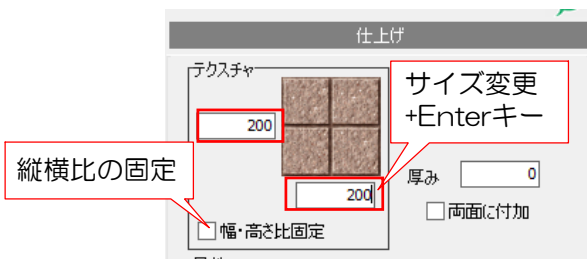 仕上げ
テクスチャ
サイズ変更
+Enterキー
200
縦横比の固定
厚み 0
200
両面に付加
幅・高さ比固定